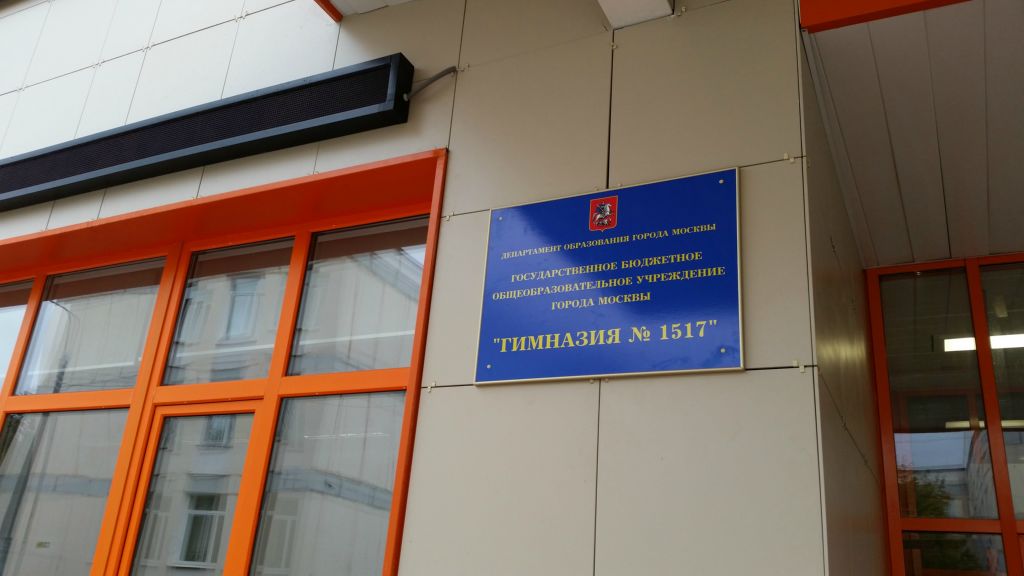 ДЕПАРТАМЕНТ ОБРАЗОВАНИЯ ГОРОДА МОСКВЫ
ГОСУДАРСТВЕННОЕ БЮДЖЕТНОЕ
ОБЩЕОБРАЗОВАТЕЛЬНОЕ УЧРЕЖДЕНИЕ
ГОРОДА МОСКВЫ
"ГИМНАЗИЯ № 1517"